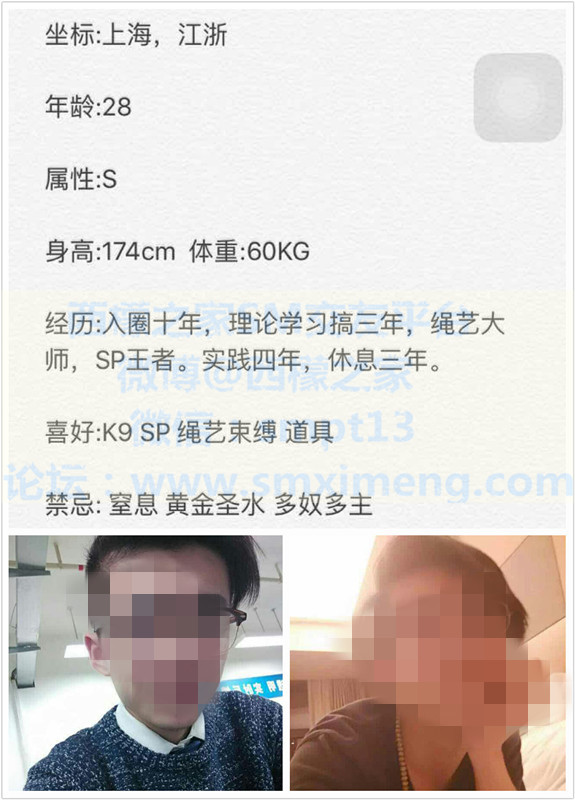 坐标:上海，江浙
年龄:28
属性:S
身高:174cm 体重:60KG
西檬之家SM交友平台
经历:入圈十年，理论学习搞三年，绳艺大
师，SP王者。实践四年，休息三年。
微博@西檬之家
喜好:K9 SP 绳艺束缚 道具
论坛：www.smximeng.com
禁忌: 窒息 黄金圣水 多奴多主